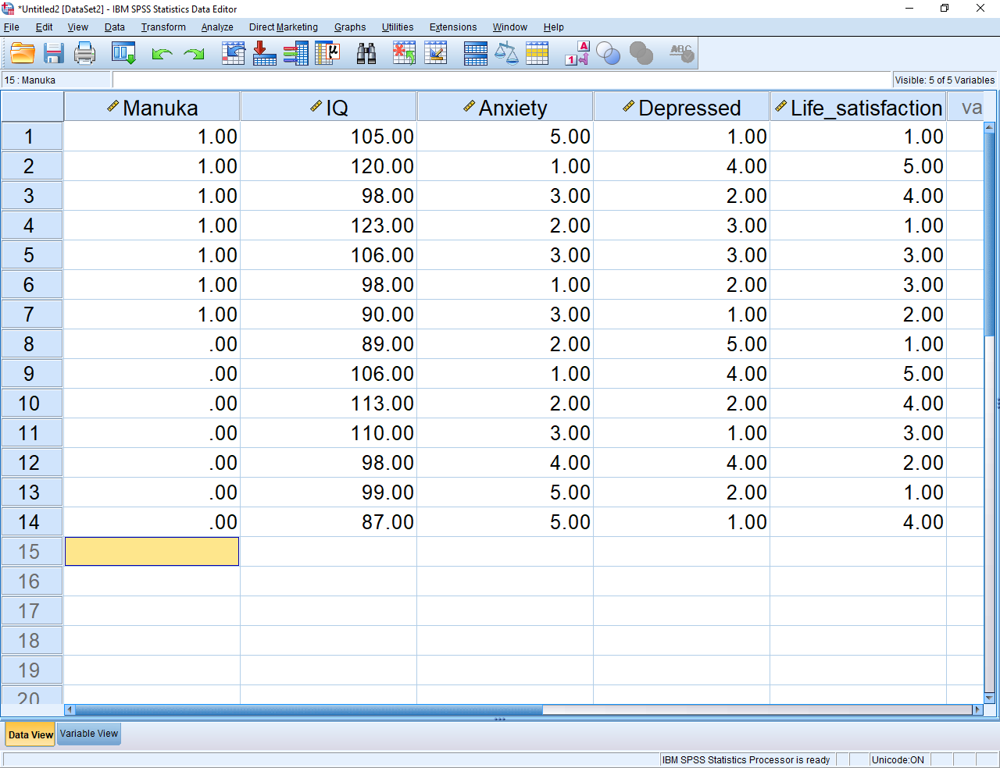 *Untitled2 [DataSet2] - IBM SPSS Statistics Data Editor
File Edit View Data Transform Analyze Direct Marketing Graphs Utilities Extensions Window Help
15 : Manuka Visible: 5 of 5 Variables
Manuka IQ Anxiety Depressed Life_satisfaction va
1 1.00 105.00 5.00 1.00 1.00
2 1.00 120.00 1.00 4.00 5.00
3 1.00 98.00 3.00 2.00 4.00
4 1.00 123.00 2.00 3.00 1.00
5 1.00 106.00 3.00 3.00 3.00
6 1.00 98.00 1.00 2.00 3.00
7 1.00 90.00 3.00 1.00 2.00
8 .00 89.00 2.00 5.00 1.00
9 .00 106.00 1.00 4.00 5.00
10 .00 113.00 2.00 2.00 4.00
11 .00 110.00 3.00 1.00 3.00
12 .00 98.00 4.00 4.00 2.00
13 .00 99.00 5.00 2.00 1.00
14 .00 87.00 5.00 1.00 4.00
15
16
17
18
19
20
Data View Variable View
IBM SPSS Statistics Processor is ready Unicode:ON